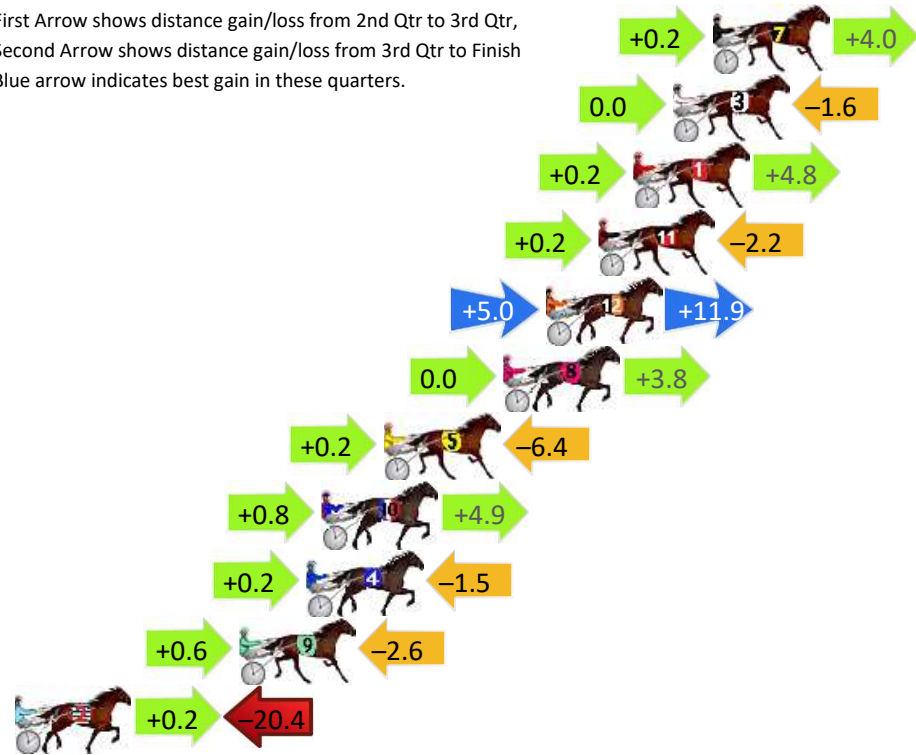 First Arrow shows distance gain/loss from 2nd Qtr to 3rd Qtr,
Second Arrow shows distance gain/loss from 3rd Qtr to Finish
Blue arrow indicates best gain in these quarters.
+0.2 7 +4.0
0.0 3 –1.6
+0.2 1 +4.8
+0.2 11 –2.2
+5.0 12 +11.9
0.0 8 +3.8
+0.2 5 –6.4
+0.8 10 +4.9
+0.2 4 –1.5
+0.6 9 –2.6
2 +0.2 –20.4